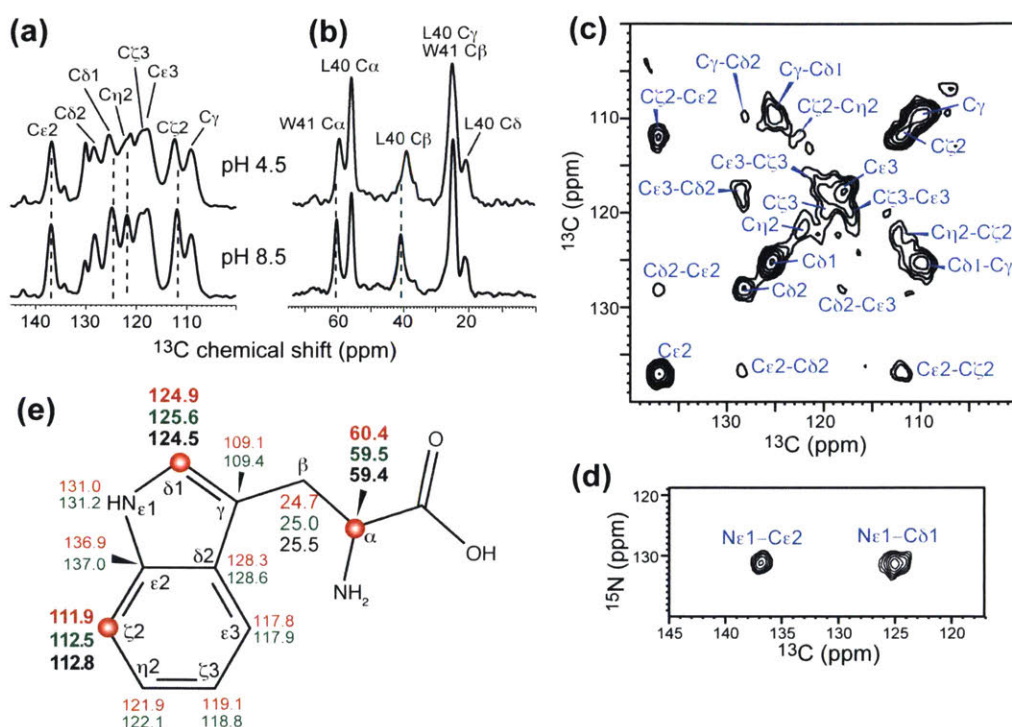 (a)
Cε2
Cδ2
Cδ1
Cη2
Cζ3
Cε3
Cζ2
Cγ
pH 4.5
pH 8.5
140 130 120 110
(b)
W41 Cα
L40 Cα
L40 Cβ
L40 Cγ
W41 Cβ
L40 Cδ
60 40 20
13C chemical shift (ppm)
(c)
Cγ-Cδ2
Cγ-Cδ1
Cζ2-Cε2
Cζ2-Cη2
Cγ
Cζ2
Cε3-Cζ3
Cε3
Cε3-Cδ2
Cζ3
Cζ3-Cε3
Cη2
Cη2-Cζ2
Cδ1
Cδ1-Cγ
Cδ2-Cε2
Cδ2
Cδ2-Cε3
Cε2
Cε2-Cδ2
Cε2-Cζ2
110
120
130
13C (ppm)
130 120 110
13C (ppm)
(d)
Nε1–Cε2 Nε1–Cδ1
120
130
15N (ppm)
145 140 135 130 125 120
13C (ppm)
(e)
124.9
125.6
124.5
δ1
109.1
109.4
γ
β
24.7
25.0
25.5
60.4
59.5
59.4
α
O
OH
NH2
131.0
131.2
HNε1
136.9
137.0
ε2
δ2
128.3
128.6
111.9
112.5
112.8
ζ2
ε3
117.8
117.9
η2
ζ3
121.9
122.1
119.1
118.8